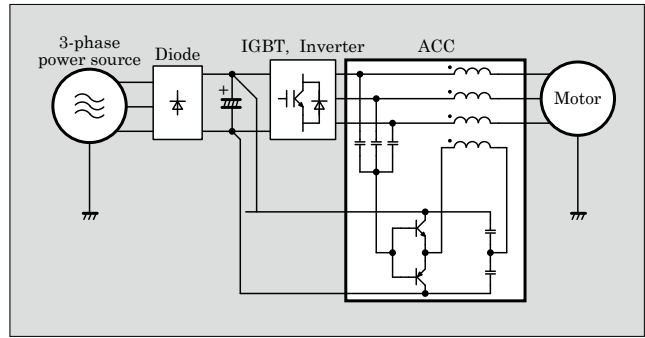 3-phase
power source
Diode
IGBT, Inverter
ACC
+
Motor